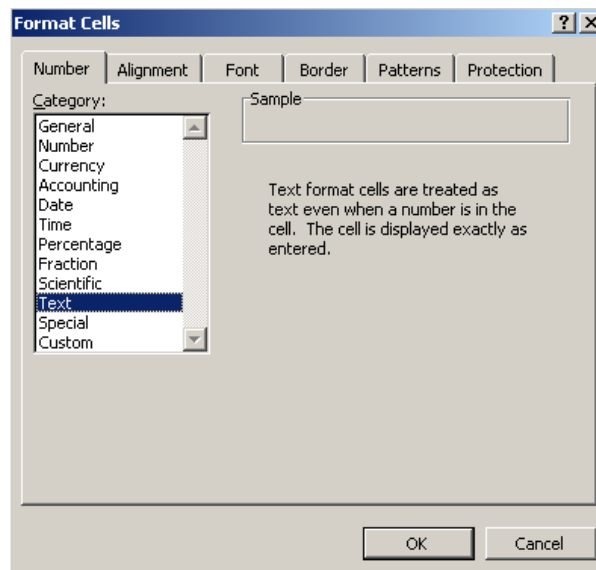 Format Cells
Number Alignment Font Border Patterns Protection
Category:
General
Number
Currency
Accounting
Date
Time
Percentage
Fraction
Scientific
Text
Special
Custom
Sample
Text format cells are treated as
text even when a number is in the
cell. The cell is displayed exactly as
entered.
OK Cancel